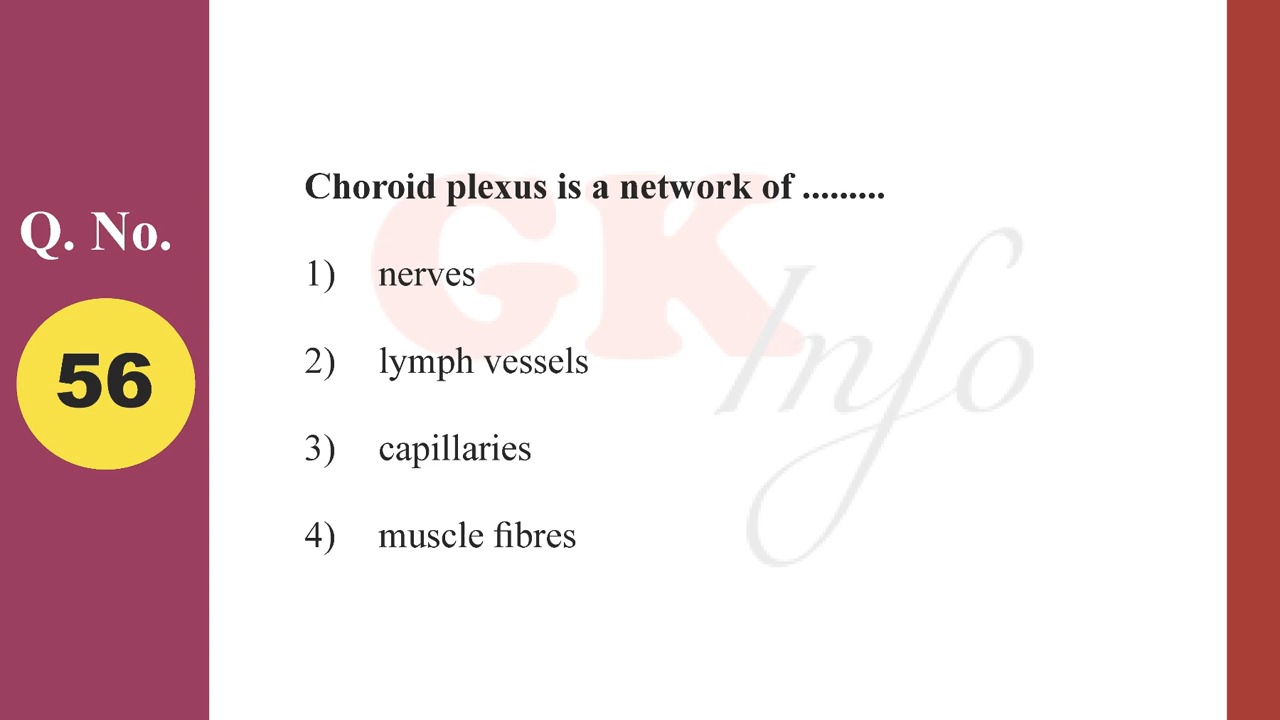 Q. No.
56
Choroid plexus is a network of .........
1) nerves
2) lymph vessels
3) capillaries
4) muscle fibres
GK
Info